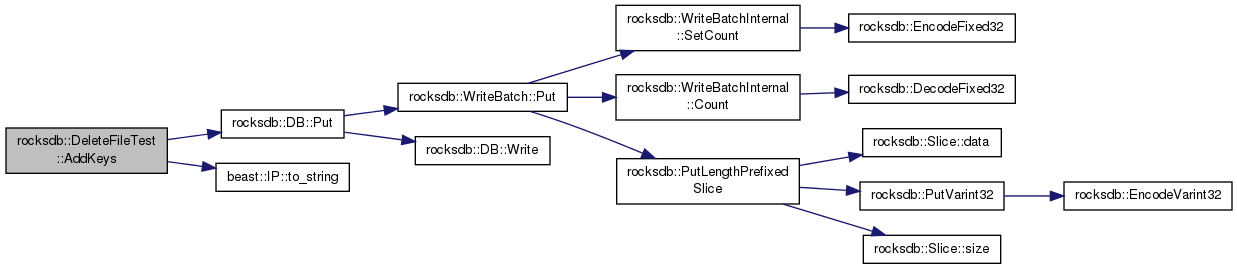 rocksdb::DeleteFileTest
::AddKeys
rocksdb::DB::Put
beast::IP::to_string
rocksdb::WriteBatch::Put
rocksdb::DB::Write
rocksdb::WriteBatchInternal
::SetCount
rocksdb::WriteBatchInternal
::Count
rocksdb::PutLengthPrefixed
Slice
rocksdb::EncodeFixed32
rocksdb::DecodeFixed32
rocksdb::Slice::data
rocksdb::PutVarint32
rocksdb::Slice::size
rocksdb::EncodeVarint32